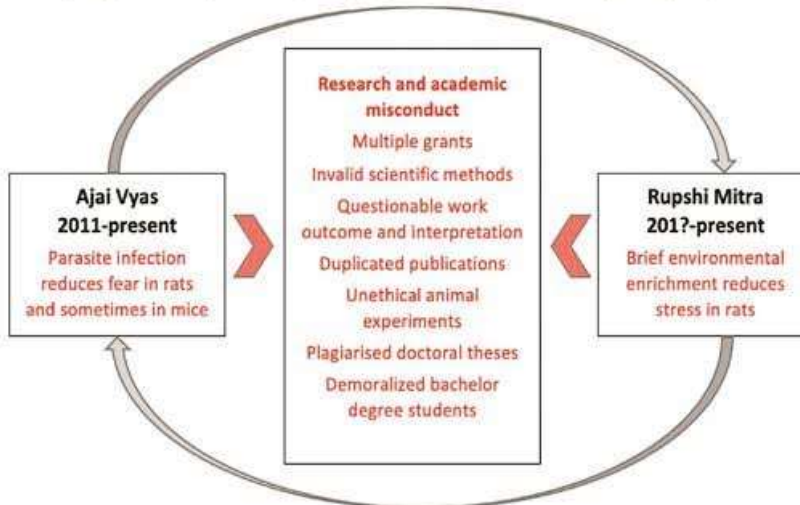 Ajai Vyas
2011-present
Parasite infection
reduces fear in rats
and sometimes in mice
Research and academic
misconduct
Multiple grants
Invalid scientific methods
Questionable work
outcome and interpretation
Duplicated publications
Unethical animal
experiments
Plagiarised doctoral theses
Demoralized bachelor
degree students
Rupshi Mitra
201?-present
Brief environmental
enrichment reduces
stress in rats